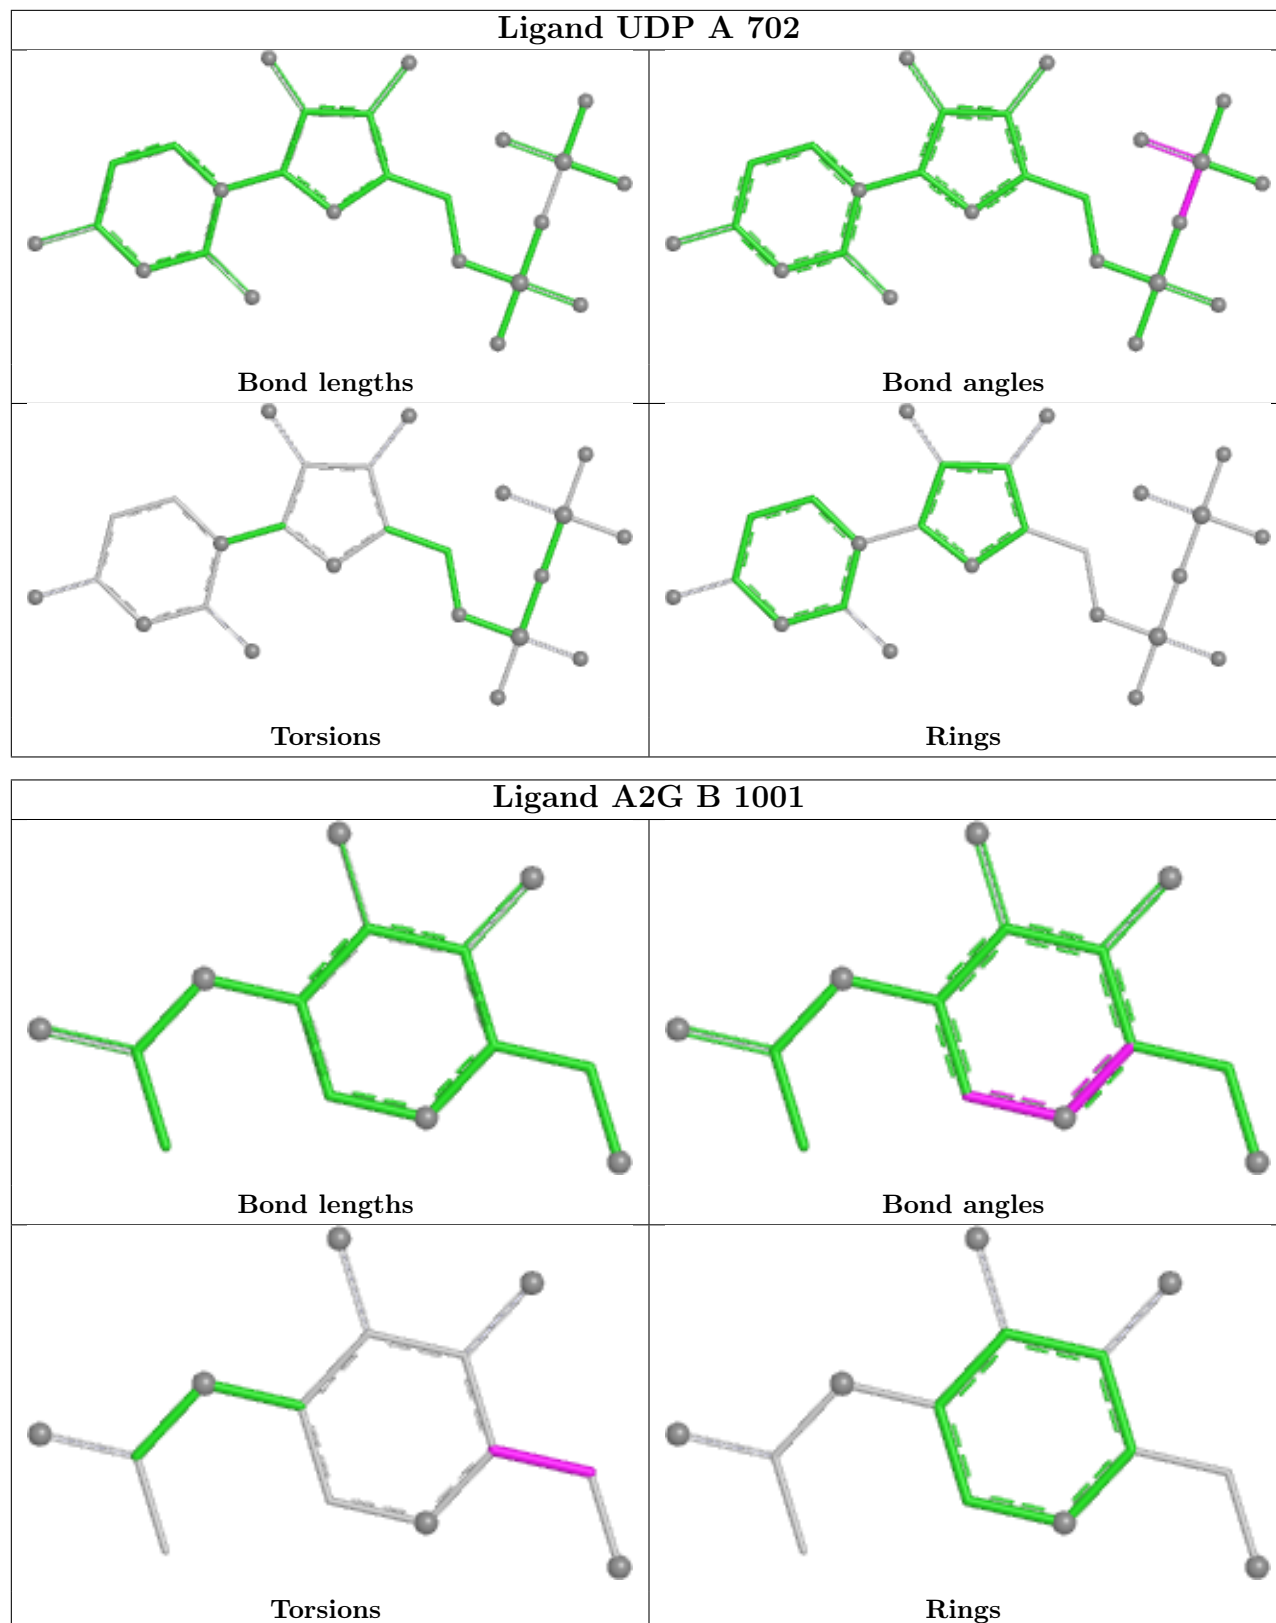 Ligand UDP A 702
Bond lengths
Bond angles
Torsions
Rings
Ligand A2G B 1001
Bond lengths
Bond angles
Torsions
Rings